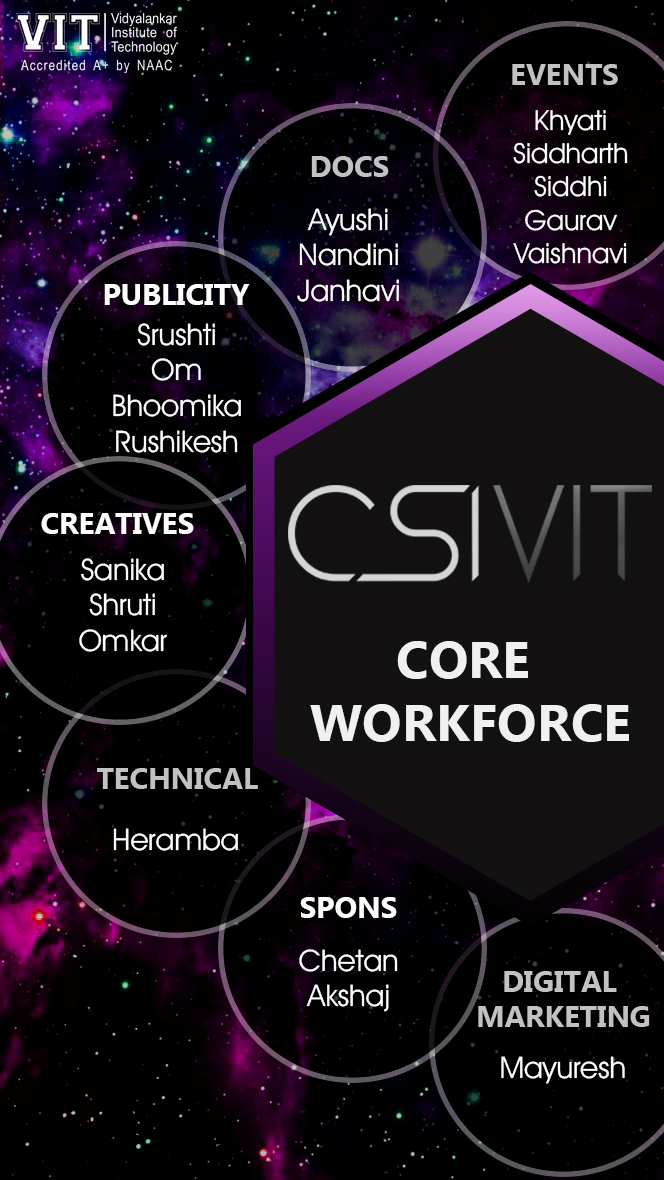 VIT
Vidyalankar
Institute of
Technology
Accredited A+ by NAAC
EVENTS
Khyati
Siddharth
Siddhi
Gaurav
Vaishnavi
DOCS
Ayushi
Nandini
Janhavi
PUBLICITY
Srushti
Om
Bhoomika
Rushikesh
CREATIVES
Sanika
Shruti
Omkar
CSIVIT
CORE
WORKFORCE
TECHNICAL
Heramba
SPONS
Chetan
Akshaj
DIGITAL
MARKETING
Mayuresh